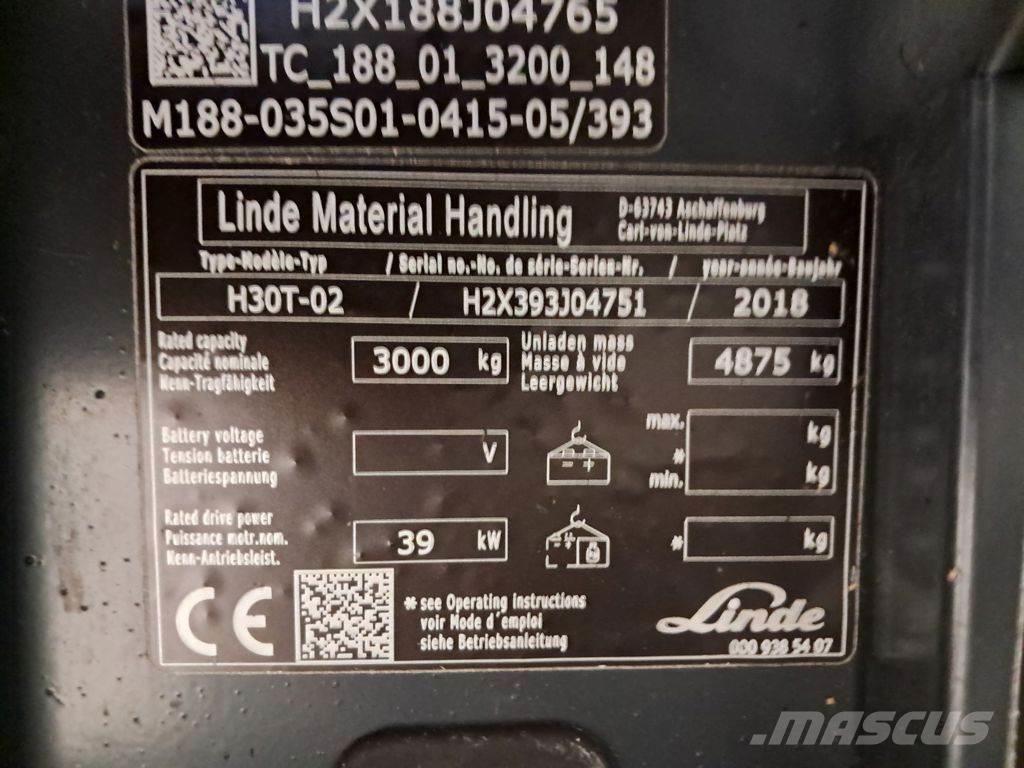 H2X188J04765
TC_188_01_3200_148
M188-035S01-0415-05/393
Linde Material Handling
D-63743 Aschaffenburg
Carl-von-Linde-Platz
Type-Modèle-Typ / Serial no.-No. de série-Serien-Nr. / year-année-Baujahr
H30T-02 / H2X393J04751 / 2018
Rated capacity
Capacité nominale
Nenn-Tragfähigkeit
3000 kg
Unladen mass
Masse à vide
Leergewicht
4875 kg
Battery voltage
Tension batterie
Batteriespannung
V
max. kg
*
min. kg
Rated drive power
Puissance motr.nom.
Nenn-Antriebsleist.
39 kW
* kg
CE
* see Operating instructions
voir Mode d'emploi
siehe Betriebsanleitung
Linde
000 938 54 07
MASCUS